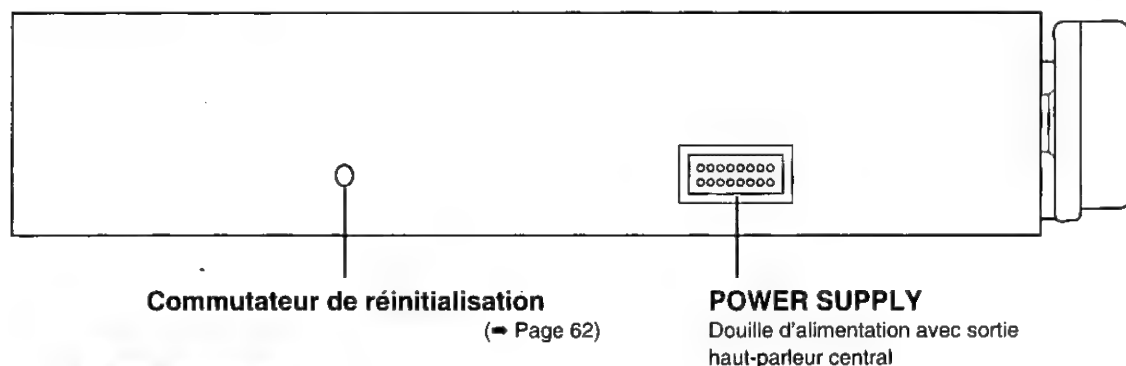 Commutateur de réinitialisation
(➡ Page 62)
POWER SUPPLY
Douille d'alimentation avec sortie
haut-parleur central